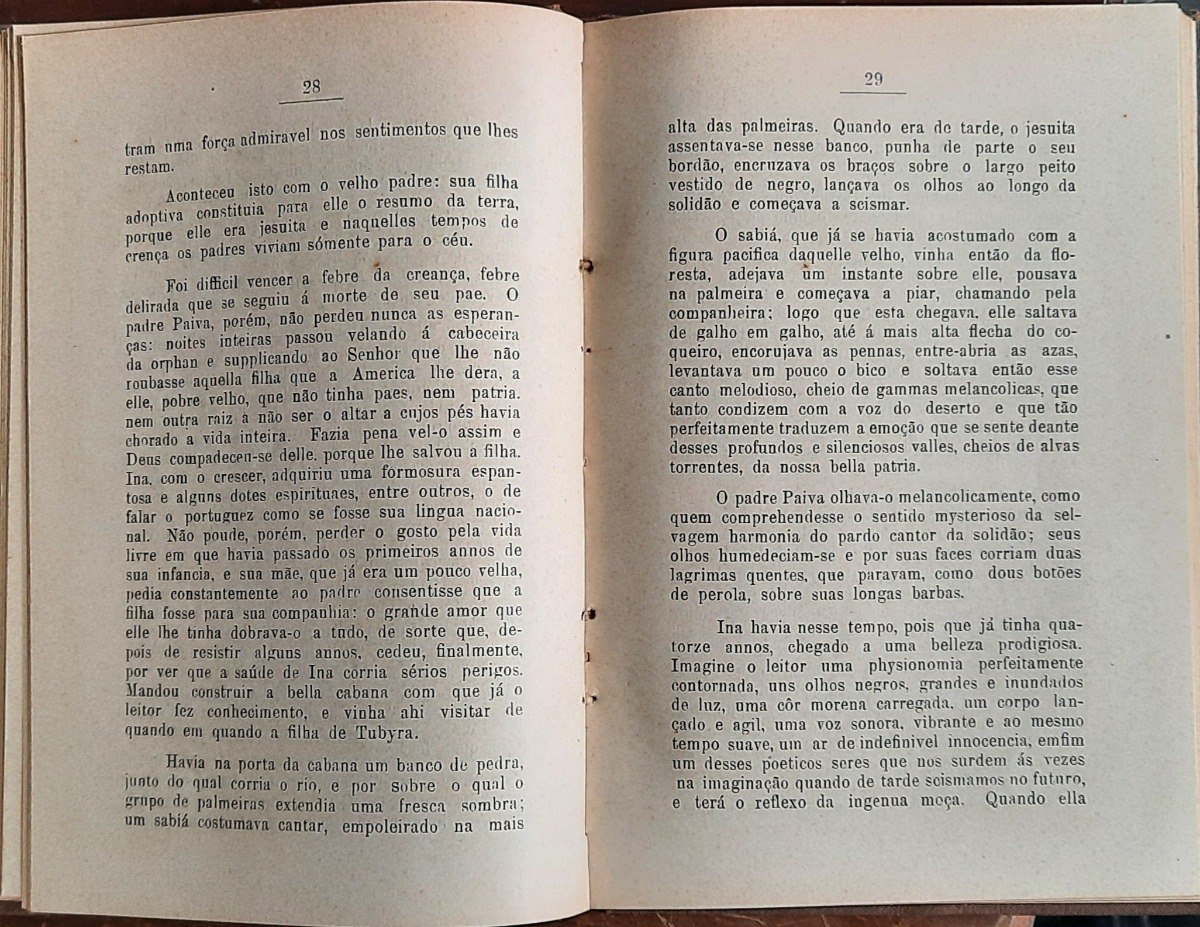 28
tram uma força admiravel nos sentimentos que lhes
restam.
Aconteceu isto com o velho padre: sua filha
adoptiva constituia para elle o resumo da terra,
porque elle era jesuita e naquelles tempos de
crença os padres viviam sómente para o céu.
Foi difficil vencer a febre da creança, febre
delirada que se seguiu á morte de seu pae. O
padre Paiva, porém, não perdeu nunca as esperan-
ças: noites inteiras passou velando á cabeceira
da orphan e supplicando ao Senhor que lhe não
roubasse aquella filha que a America lhe dera, a
elle, pobre velho, que não tinha paes, nem patria.
nem outra raiz a não ser o altar a cujos pés havia
chorado a vida inteira. Fazia pena vel-o assim e
Deus compadeceu-se delle, porque lhe salvou a filha.
Ina, com o crescer, adquiriu uma formosura espan-
tosa e alguns dotes espirituaes, entre outros, o de
falar o portuguez como se fosse sua lingua nacio-
nal. Não poude, porém, perder o gosto pela vida
livre em que havia passado os primeiros annos de
sua infancia, e sua mãe, que já era um pouco velha,
pedia constantemente ao padre consentisse que a
filha fosse para sua companhia: o grande amor que
elle lhe tinha dobrava-o a tudo, de sorte que, de-
pois de resistir alguns annos, cedeu, finalmente,
por ver que a saúde de Ina corria sérios perigos.
Mandou construir a bella cabana com que já o
leitor fez conhecimento, e vinha ahi visitar de
quando em quando a filha de Tubyra.
Havia na porta da cabana um banco de pedra,
junto do qual corria o rio, e por sobre o qual o
grupo de palmeiras extendia uma fresca sombra;
um sabiá costumava cantar, empoleirado na mais
29
alta das palmeiras. Quando era de tarde, o jesuita
assentava-se nesse banco, punha de parte o seu
bordão, encruzava os braços sobre o largo peito
vestido de negro, lançava os olhos ao longo da
solidão e começava a scismar.
O sabiá, que já se havia acostumado com a
figura pacifica daquelle velho, vinha então da flo-
resta, adejava um instante sobre elle, pousava
na palmeira e começava a piar, chamando pela
companheira; logo que esta chegava, elle saltava
de galho em galho, até á mais alta flecha do co-
queiro, encorujava as pennas, entre-abria as azas,
levantava um pouco o bico e soltava então esse
canto melodioso, cheio de gammas melancolicas, que
tanto condizem com a voz do deserto e que tão
perfeitamente traduzem a emoção que se sente deante
desses profundos e silenciosos valles, cheios de alvas
torrentes, da nossa bella patria.
O padre Paiva olhava-o melancolicamente, como
quem comprehendesse o sentido mysterioso da sel-
vagem harmonia do pardo cantor da solidão; seus
olhos humedeciam-se e por suas faces corriam duas
lagrimas quentes, que paravam, como dous botões
de perola, sobre suas longas barbas.
Ina havia nesse tempo, pois que já tinha qua-
torze annos, chegado a uma belleza prodigiosa.
Imagine o leitor uma physionomia perfeitamente
contornada, uns olhos negros, grandes e inundados
de luz, uma côr morena carregada, um corpo lan-
çado e agil, uma voz sonora, vibrante e ao mesmo
tempo suave, um ar de indefinivel innocencia, emfim
um desses poeticos seres que nos surdem ás vezes
na imaginação quando de tarde scismamos no futuro,
e terá o reflexo da ingenua moça. Quando ella